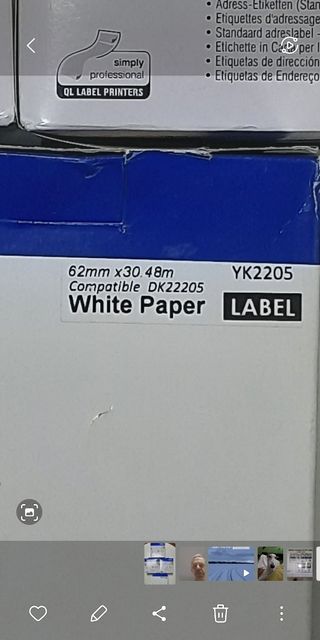 simply
professional
QL LABEL PRINTERS
• Adress-Etiketten (Stan
• Etiquettes d'adressage
• Standaard adreslabel -
• Etichette in C
• Etiquetas de dirección
• Etiquetas de Endereço
62mm x30.48m
YK2205
Compatible DK22205
White Paper
LABEL